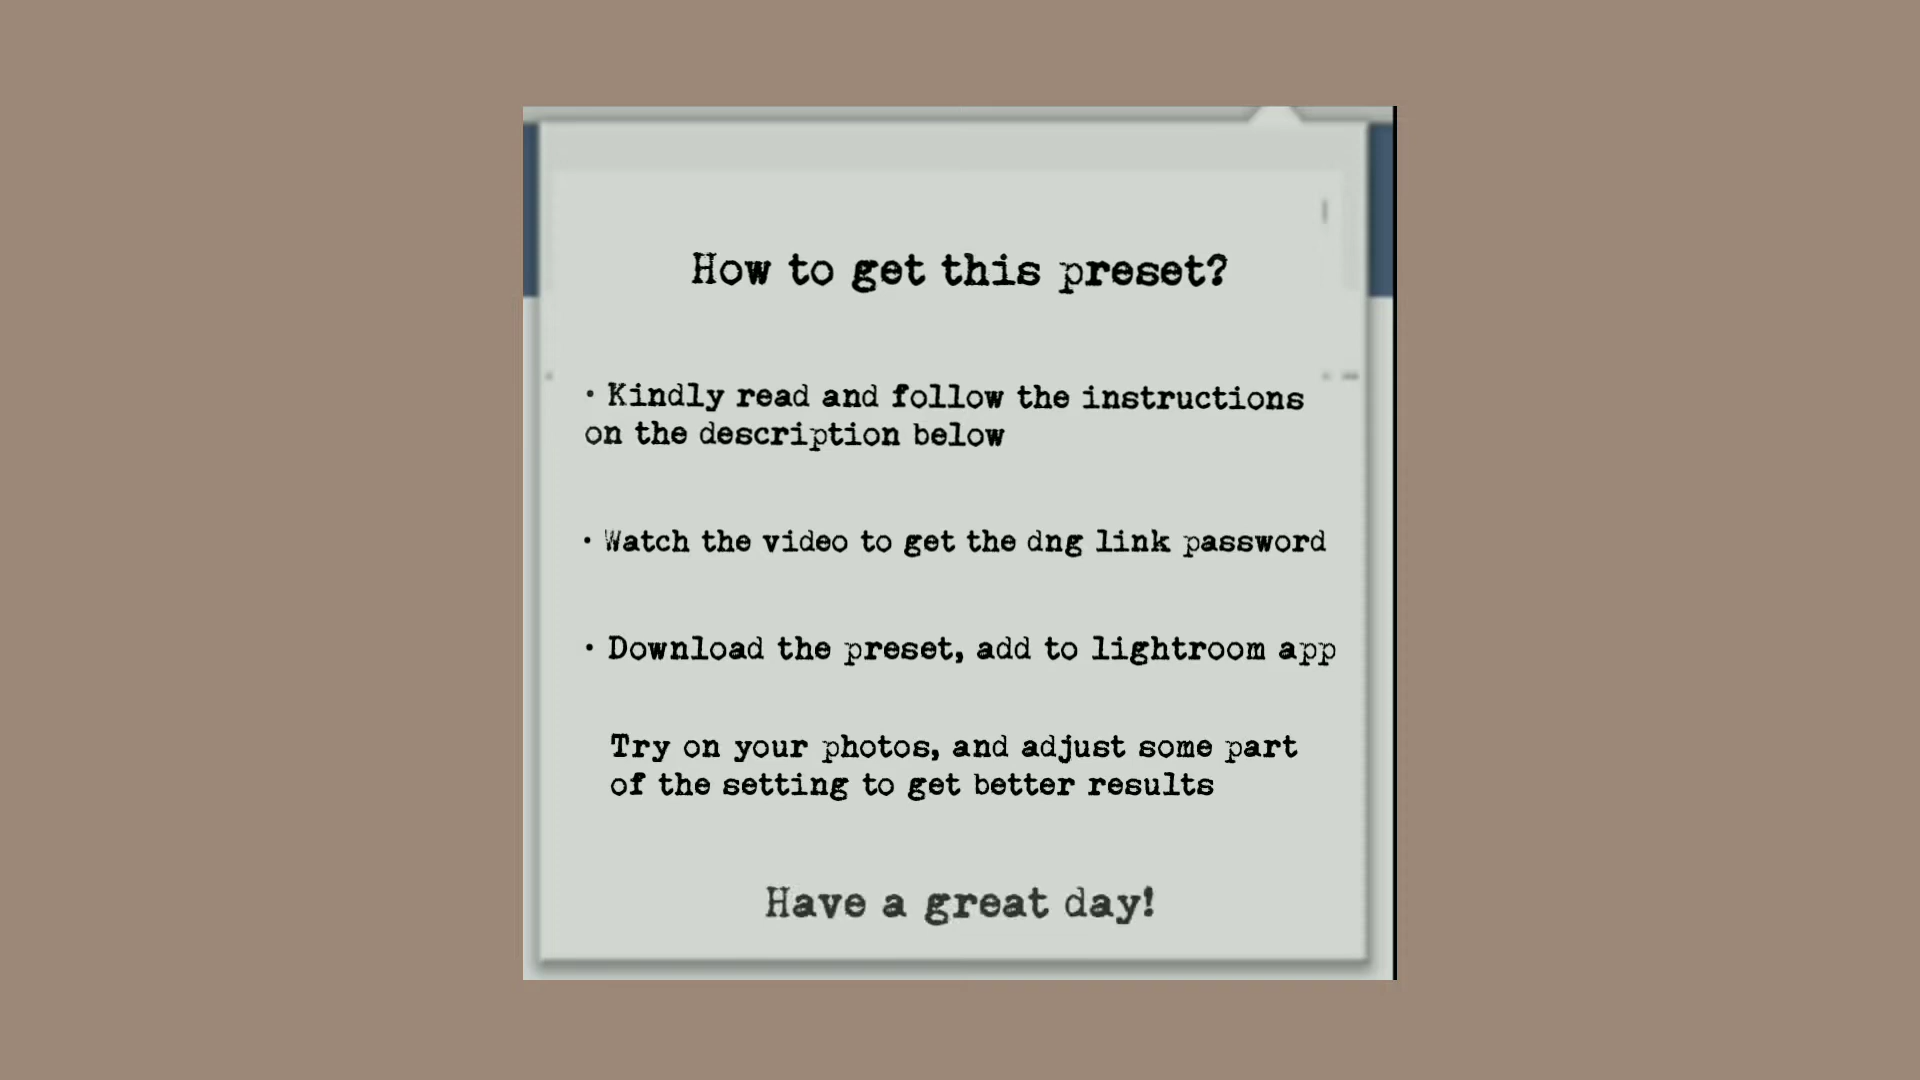 How to get this preset?
· Kindly read and follow the instructions
on the description below
· Watch the video to get the dng link password
· Download the preset, add to lightroom app
Try on your photos, and adjust some part
of the setting to get better results
Have a great day!